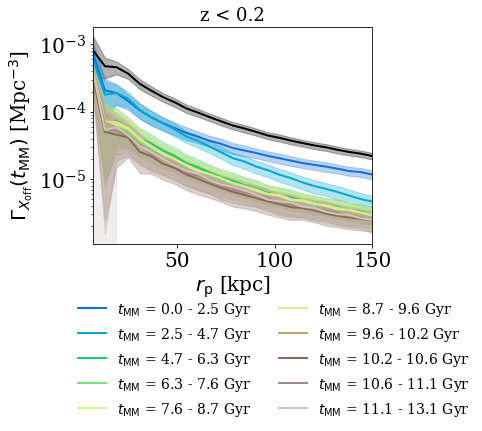 z < 0.2
Γ_{X_off}(t_MM) [Mpc⁻³]
10⁻³
10⁻⁴
10⁻⁵
50
100
150
r_p [kpc]
t_MM = 0.0 - 2.5 Gyr
t_MM = 2.5 - 4.7 Gyr
t_MM = 4.7 - 6.3 Gyr
t_MM = 6.3 - 7.6 Gyr
t_MM = 7.6 - 8.7 Gyr
t_MM = 8.7 - 9.6 Gyr
t_MM = 9.6 - 10.2 Gyr
t_MM = 10.2 - 10.6 Gyr
t_MM = 10.6 - 11.1 Gyr
t_MM = 11.1 - 13.1 Gyr